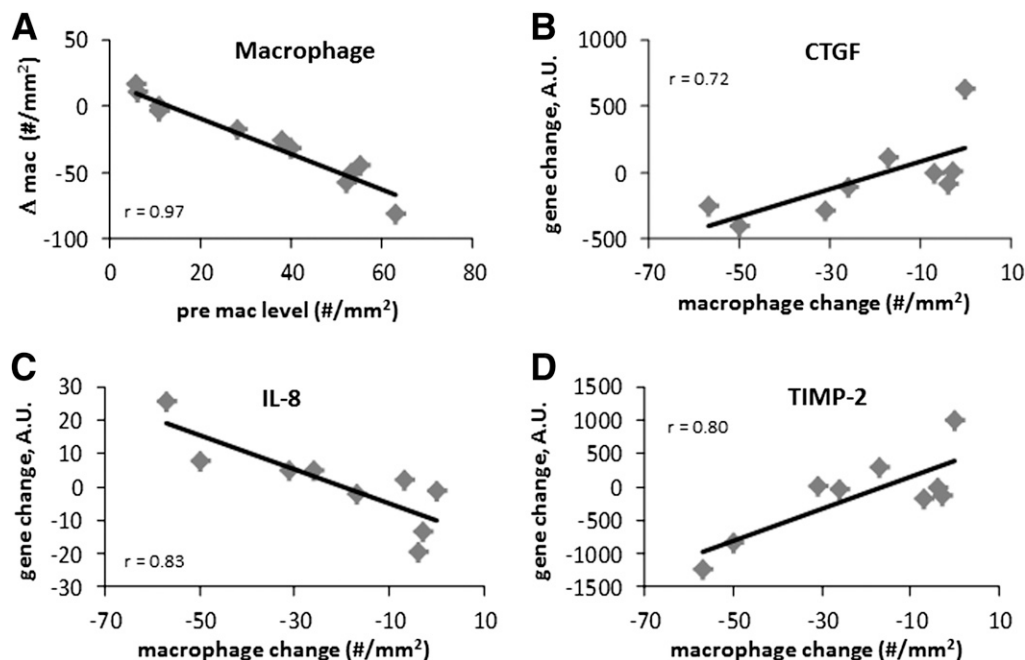 A
Macrophage
Δ mac (#/mm²)
50
0
-50
-100
r = 0.97
0 20 40 60 80
pre mac level (#/mm²)
B
CTGF
gene change, A.U.
1000
500
0
-500
r = 0.72
-70 -50 -30 -10 10
macrophage change (#/mm²)
C
IL-8
gene change, A.U.
30
20
10
0
-10
-20
-30
r = 0.83
-70 -50 -30 -10 10
macrophage change (#/mm²)
D
TIMP-2
gene change, A.U.
1500
1000
500
0
-500
-1000
-1500
r = 0.80
-70 -50 -30 -10 10
macrophage change (#/mm²)